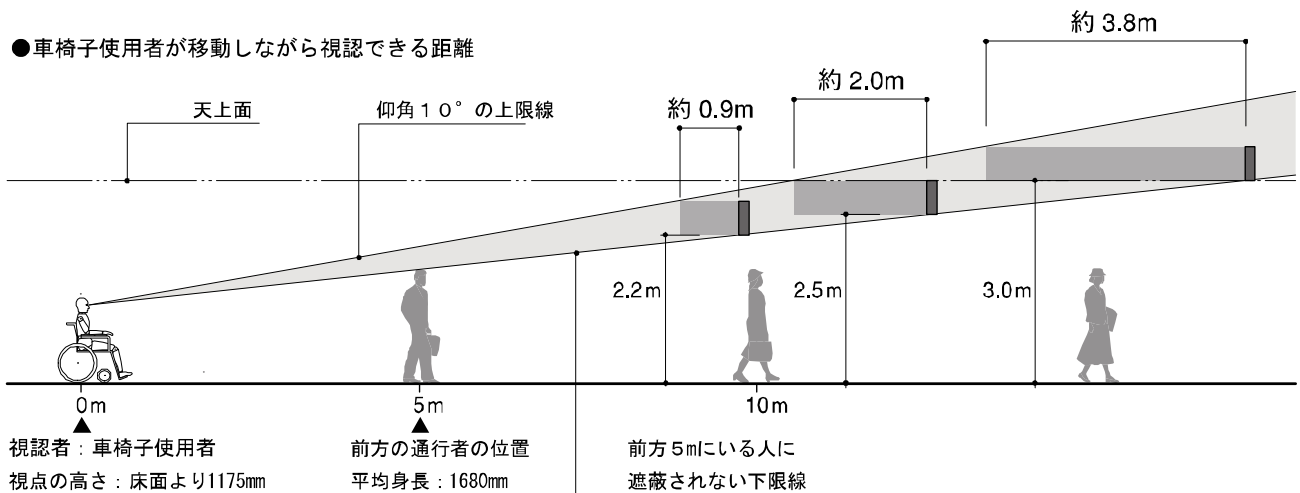 ●車椅子使用者が移動しながら視認できる距離
約 3.8m
約 2.0m
約 0.9m
天上面
仰角１０°の上限線
2.2m
2.5m
3.0m
0m
5m
10m
▲
▲
視認者：車椅子使用者
視点の高さ：床面より1175mm
前方の通行者の位置
平均身長：1680mm
前方５mにいる人に
遮蔽されない下限線